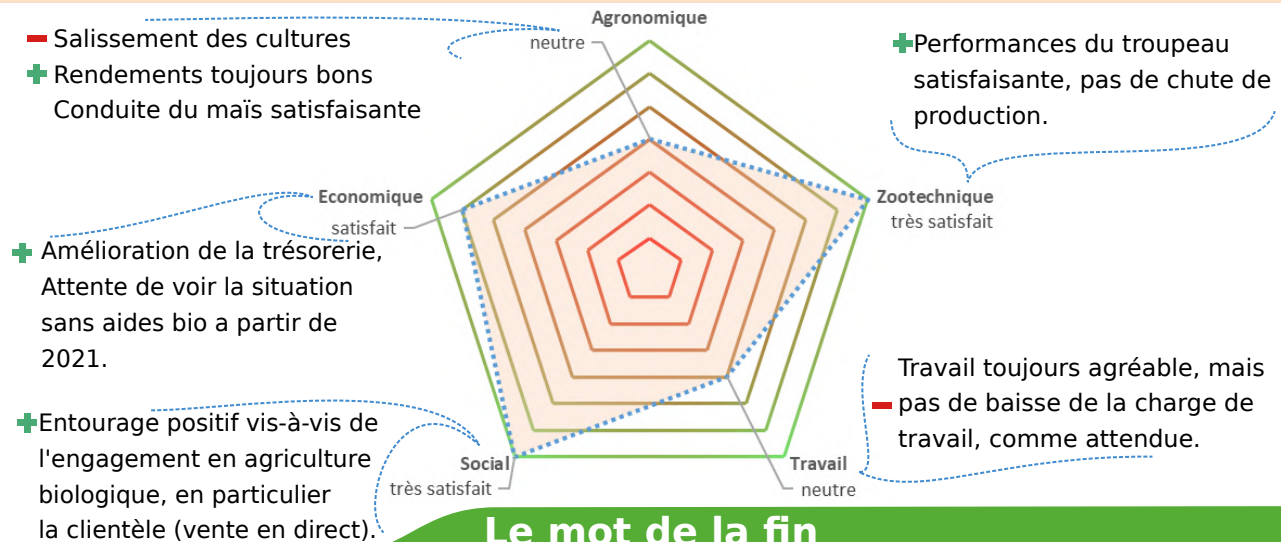 Agronomique
neutre
− Salissement des cultures
+ Rendements toujours bons
Conduite du maïs satisfaisante
+Performances du troupeau
satisfaisante, pas de chute de
production.
Economique
satisfait
Zootechnique
très satisfait
+ Amélioration de la trésorerie,
Attente de voir la situation
sans aides bio a partir de
2021.
Travail toujours agréable, mais
− pas de baisse de la charge de
travail, comme attendue.
+Entourage positif vis-à-vis de
l'engagement en agriculture
biologique, en particulier
la clientèle (vente en direct).
Social
très satisfait
Travail
neutre
Le mot de la fin